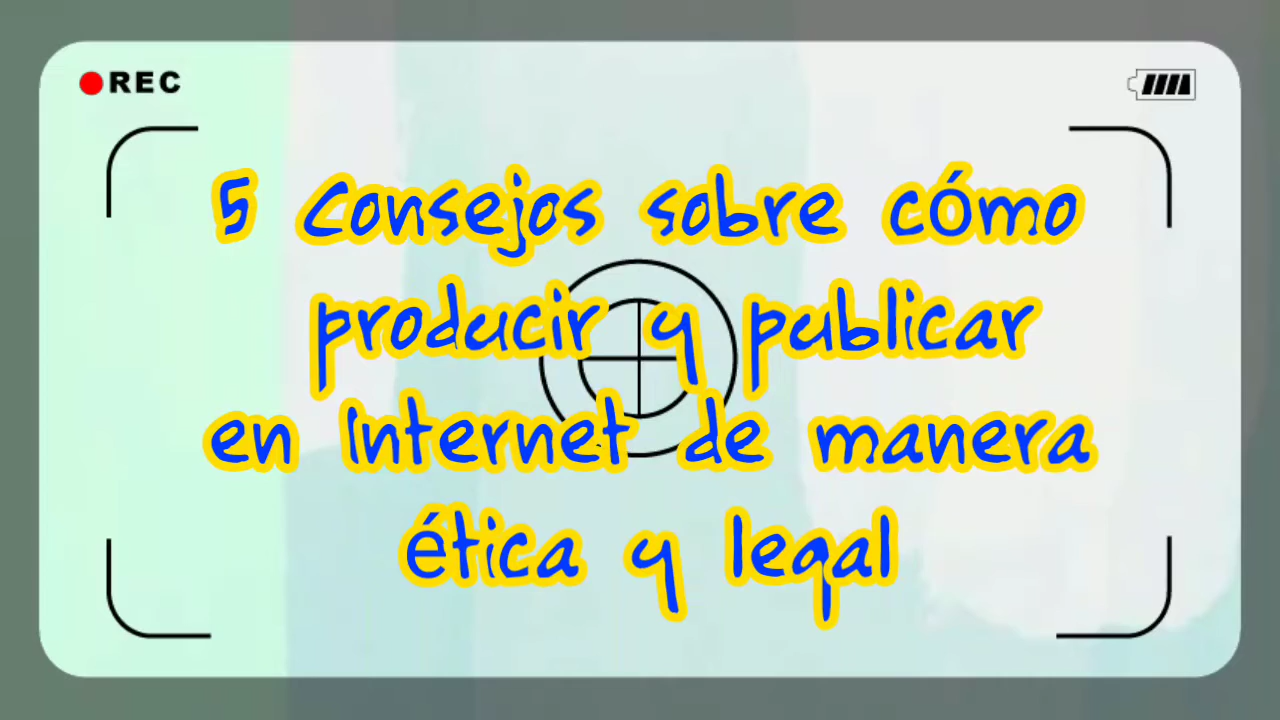 REC
5 Consejos sobre cómo
producir y publicar
en Internet de manera
ética y legal